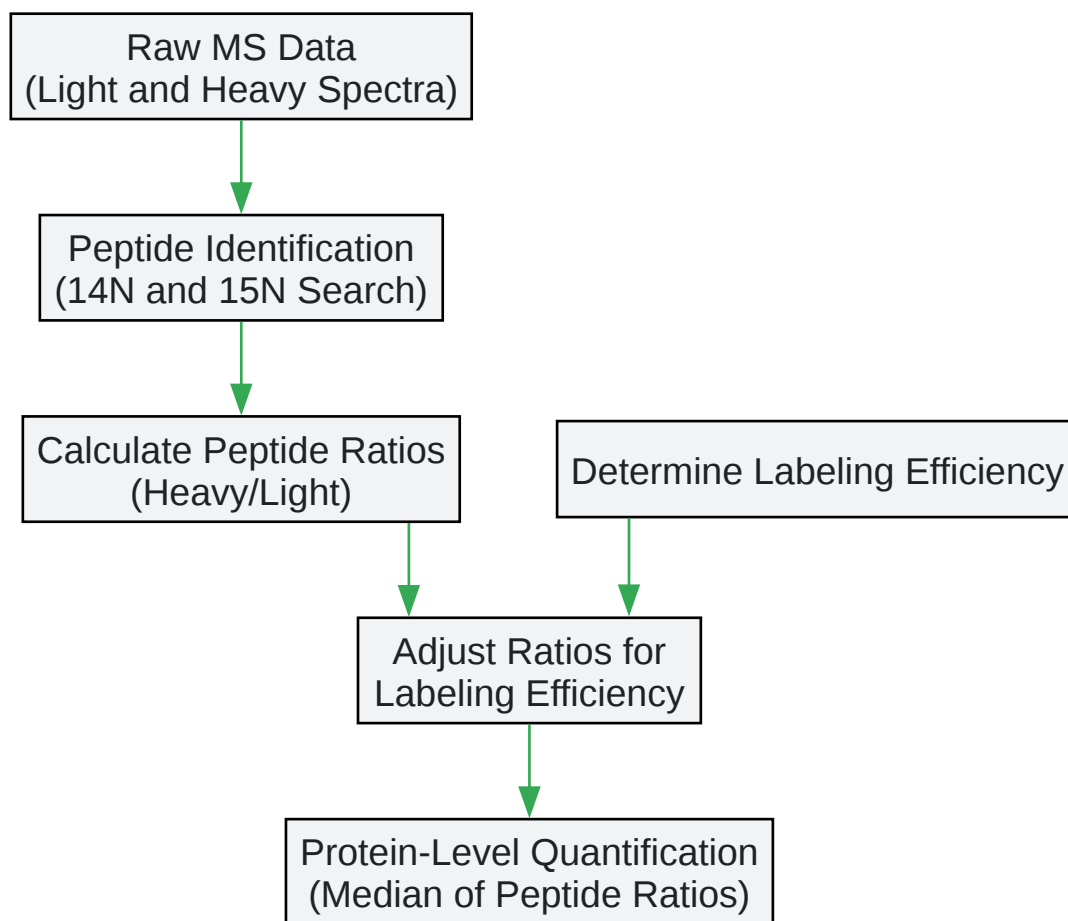 Raw MS Data
(Light and Heavy Spectra)
Peptide Identification
(14N and 15N Search)
Calculate Peptide Ratios
(Heavy/Light)
Determine Labeling Efficiency
Adjust Ratios for
Labeling Efficiency
Protein-Level Quantification
(Median of Peptide Ratios)